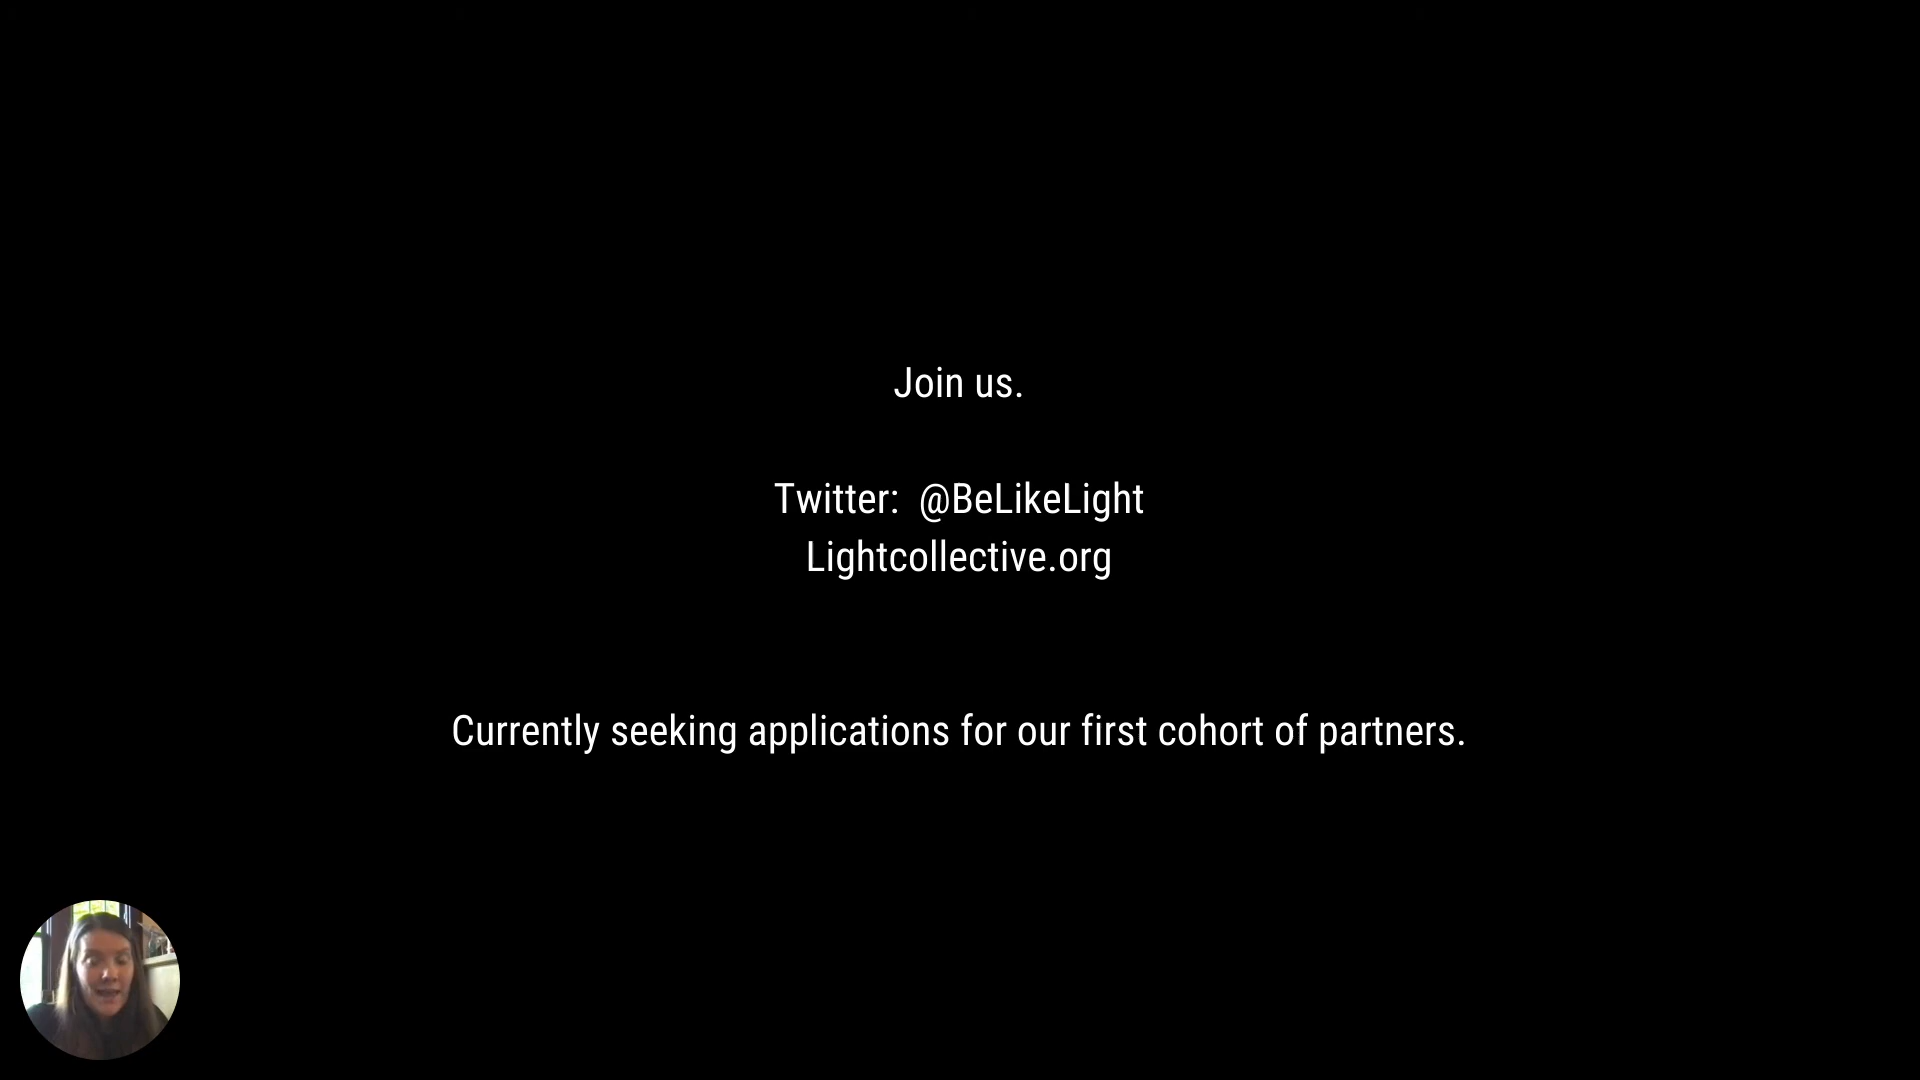 Join us.
Twitter:  @BeLikeLight
Lightcollective.org
Currently seeking applications for our first cohort of partners.